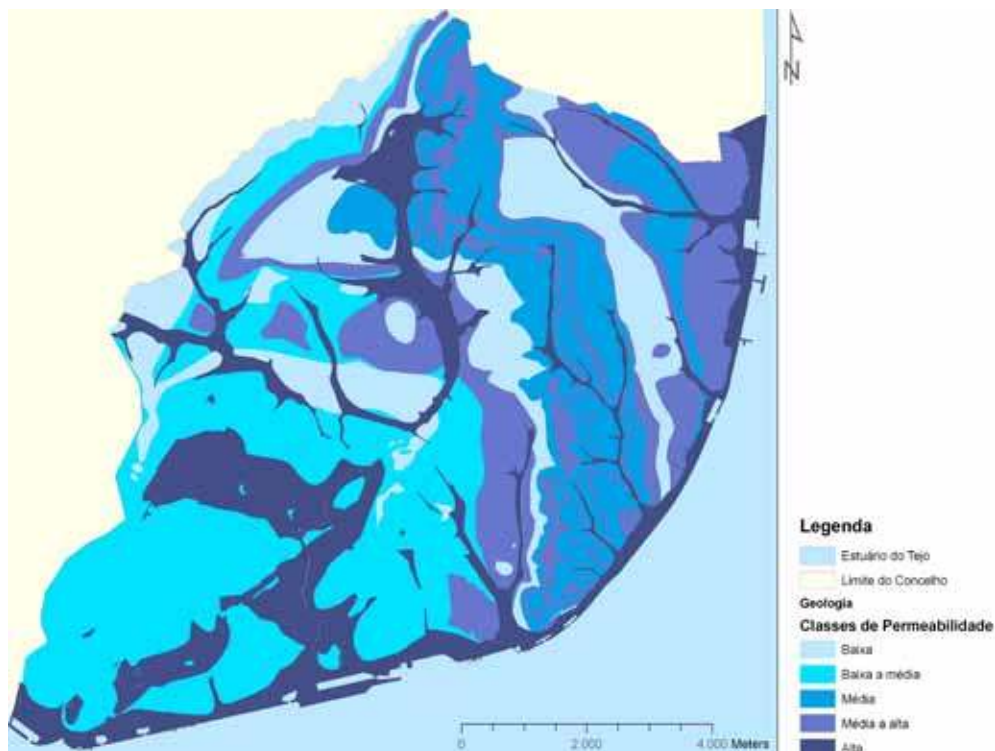 Legenda
Estuário do Tejo
Limite do Concelho
Geologia
Classes de Permeabilidade
Baixa
Baixa a média
Média
Média a alta
Alta
0 2 000 4 000 Meters